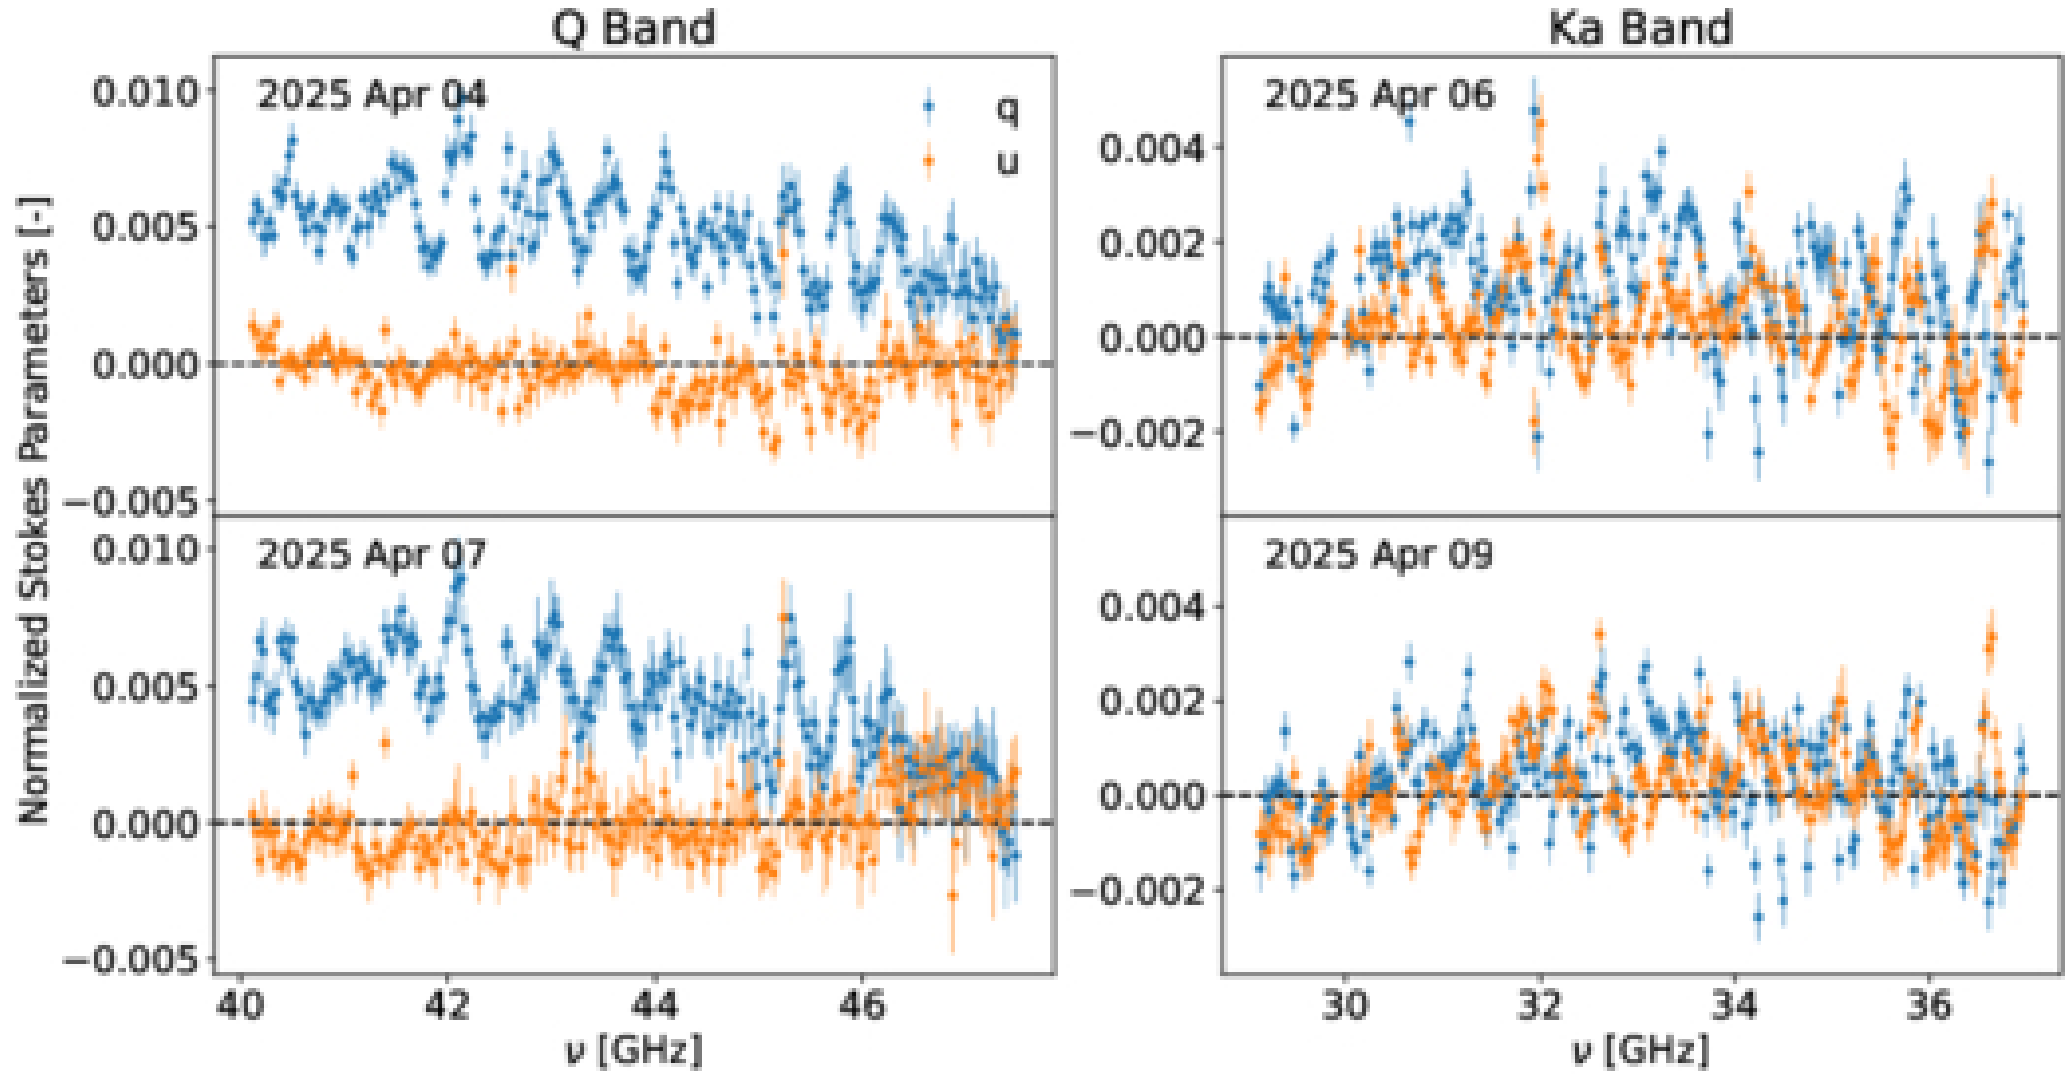 Q Band
Ka Band
Normalized Stokes Parameters [-]
2025 Apr 04
q
u
0.010
0.005
0.000
−0.005
2025 Apr 06
0.004
0.002
0.000
−0.002
2025 Apr 07
0.010
0.005
0.000
−0.005
40 42 44 46
ν [GHz]
2025 Apr 09
0.004
0.002
0.000
−0.002
30 32 34 36
ν [GHz]